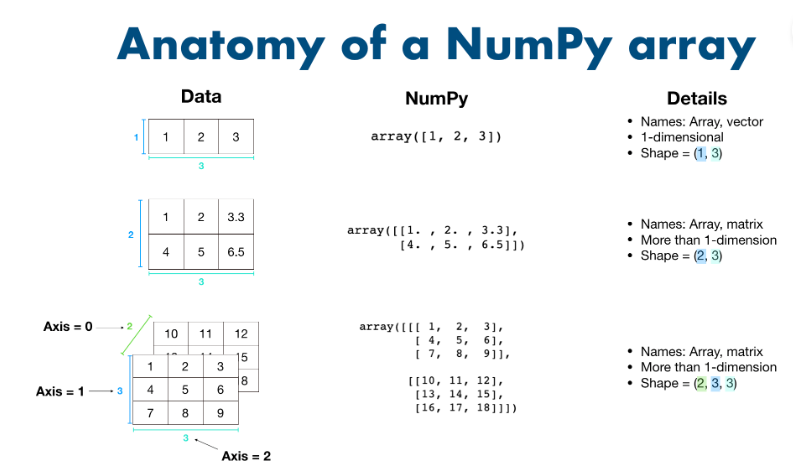 Anatomy of a NumPy array
Data
NumPy
Details
1
1 2 3
3
array([1, 2, 3])
• Names: Array, vector
• 1-dimensional
• Shape = (1, 3)
2
1 2 3.3
4 5 6.5
3
array([[1. , 2. , 3.3],
[4. , 5. , 6.5]])
• Names: Array, matrix
• More than 1-dimension
• Shape = (2, 3)
Axis = 0
2
10 11 12
5
8
Axis = 1
3
1 2 3
4 5 6
7 8 9
3
Axis = 2
array([[[ 1, 2, 3],
[ 4, 5, 6],
[ 7, 8, 9]],
[[10, 11, 12],
[13, 14, 15],
[16, 17, 18]]])
• Names: Array, matrix
• More than 1-dimension
• Shape = (2, 3, 3)